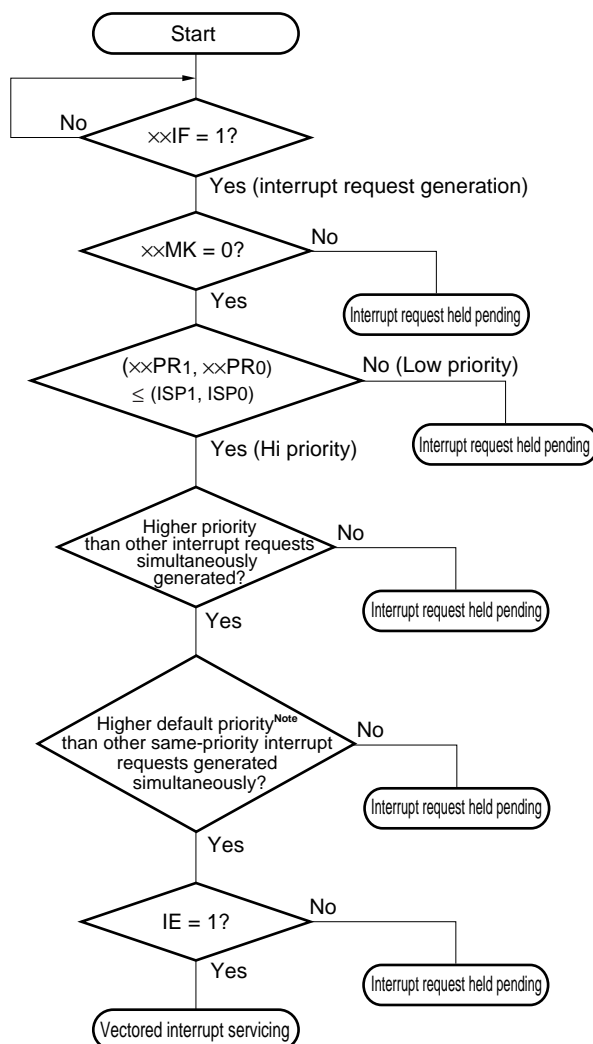 Start
No
××IF = 1?
Yes (interrupt request generation)
No
××MK = 0?
Yes
Interrupt request held pending
(××PR1, ××PR0)
≤ (ISP1, ISP0)
No (Low priority)
Interrupt request held pending
Yes (Hi priority)
Higher priority
than other interrupt requests
simultaneously
generated?
No
Interrupt request held pending
Yes
Higher default priorityNote
than other same-priority interrupt
requests generated
simultaneously?
No
Interrupt request held pending
Yes
IE = 1?
No
Interrupt request held pending
Yes
Vectored interrupt servicing